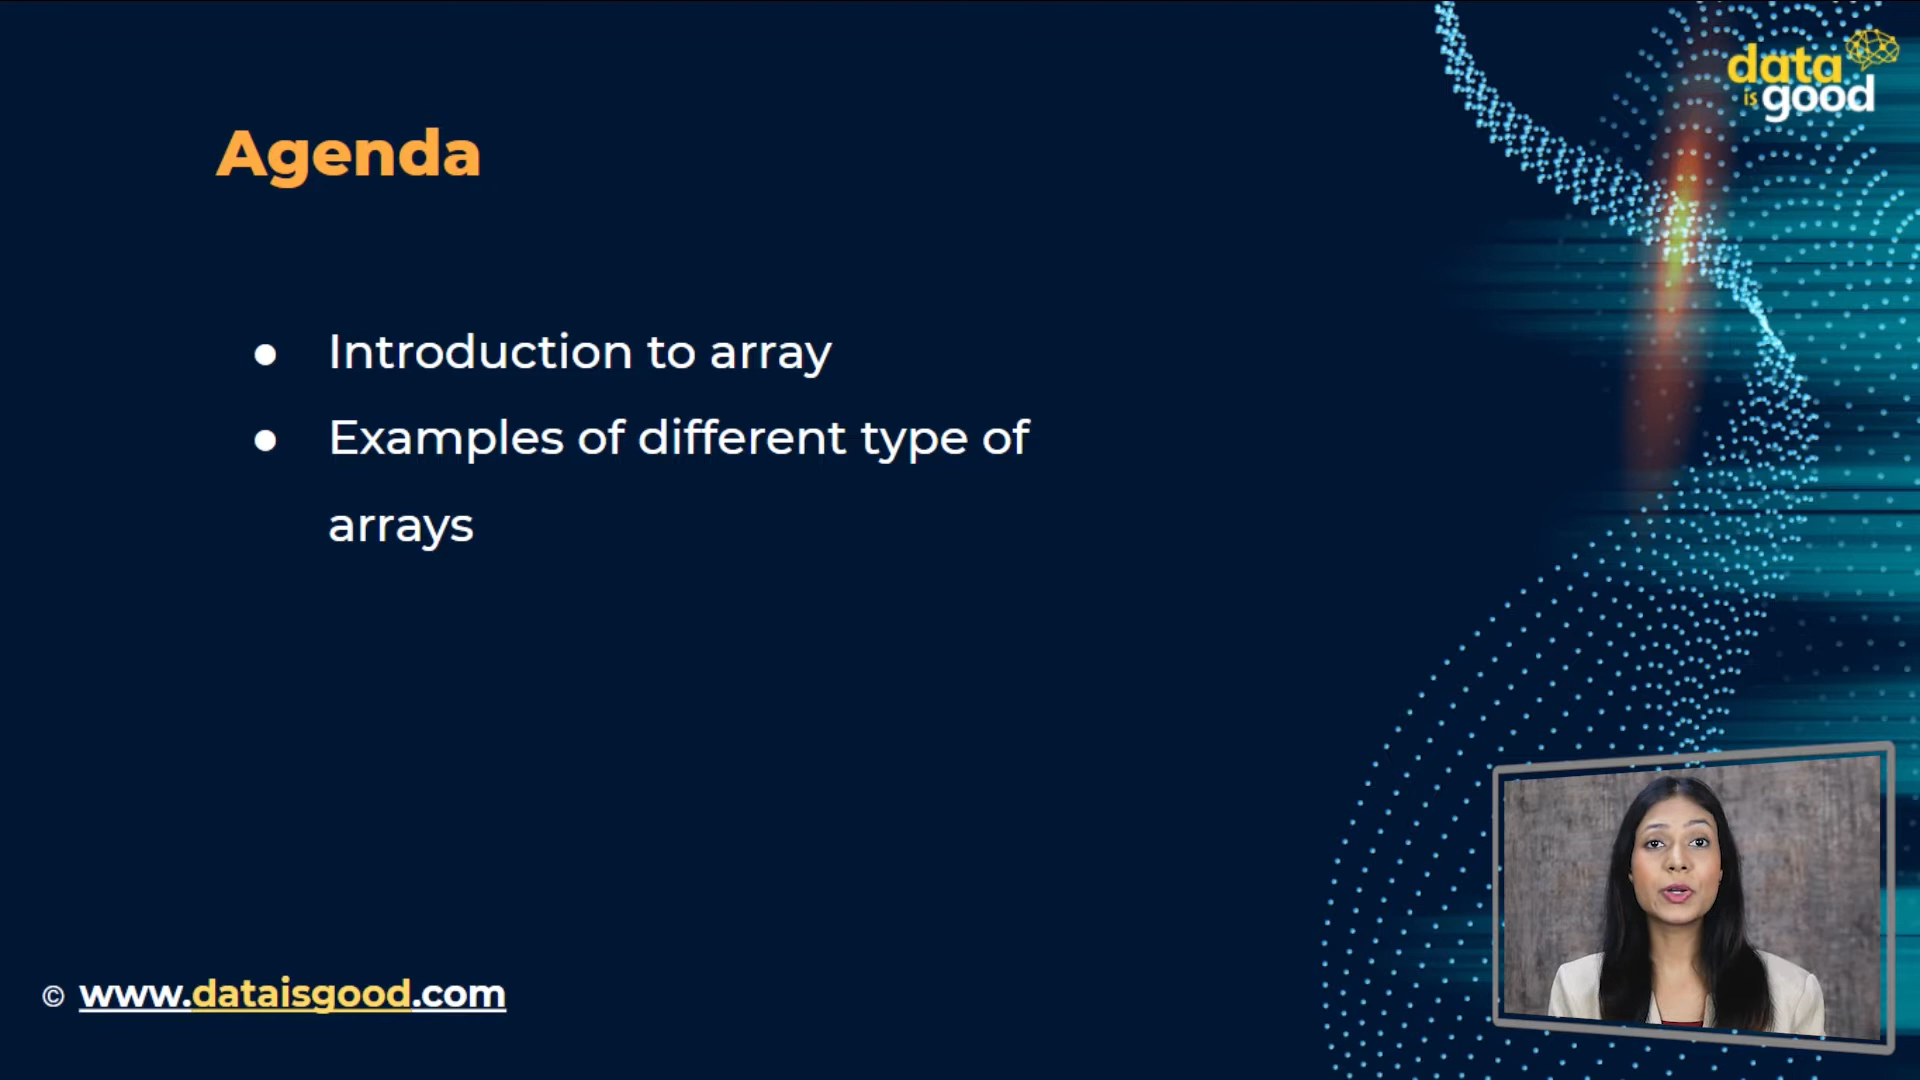 data
is good
Agenda
● Introduction to array
● Examples of different type of
arrays
© www.dataisgood.com